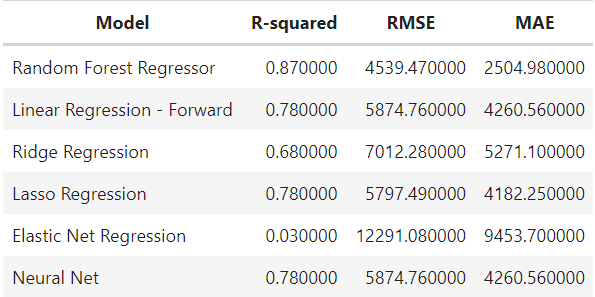 Model R-squared RMSE MAE
Random Forest Regressor 0.870000 4539.470000 2504.980000
Linear Regression - Forward 0.780000 5874.760000 4260.560000
Ridge Regression 0.680000 7012.280000 5271.100000
Lasso Regression 0.780000 5797.490000 4182.250000
Elastic Net Regression 0.030000 12291.080000 9453.700000
Neural Net 0.780000 5874.760000 4260.560000